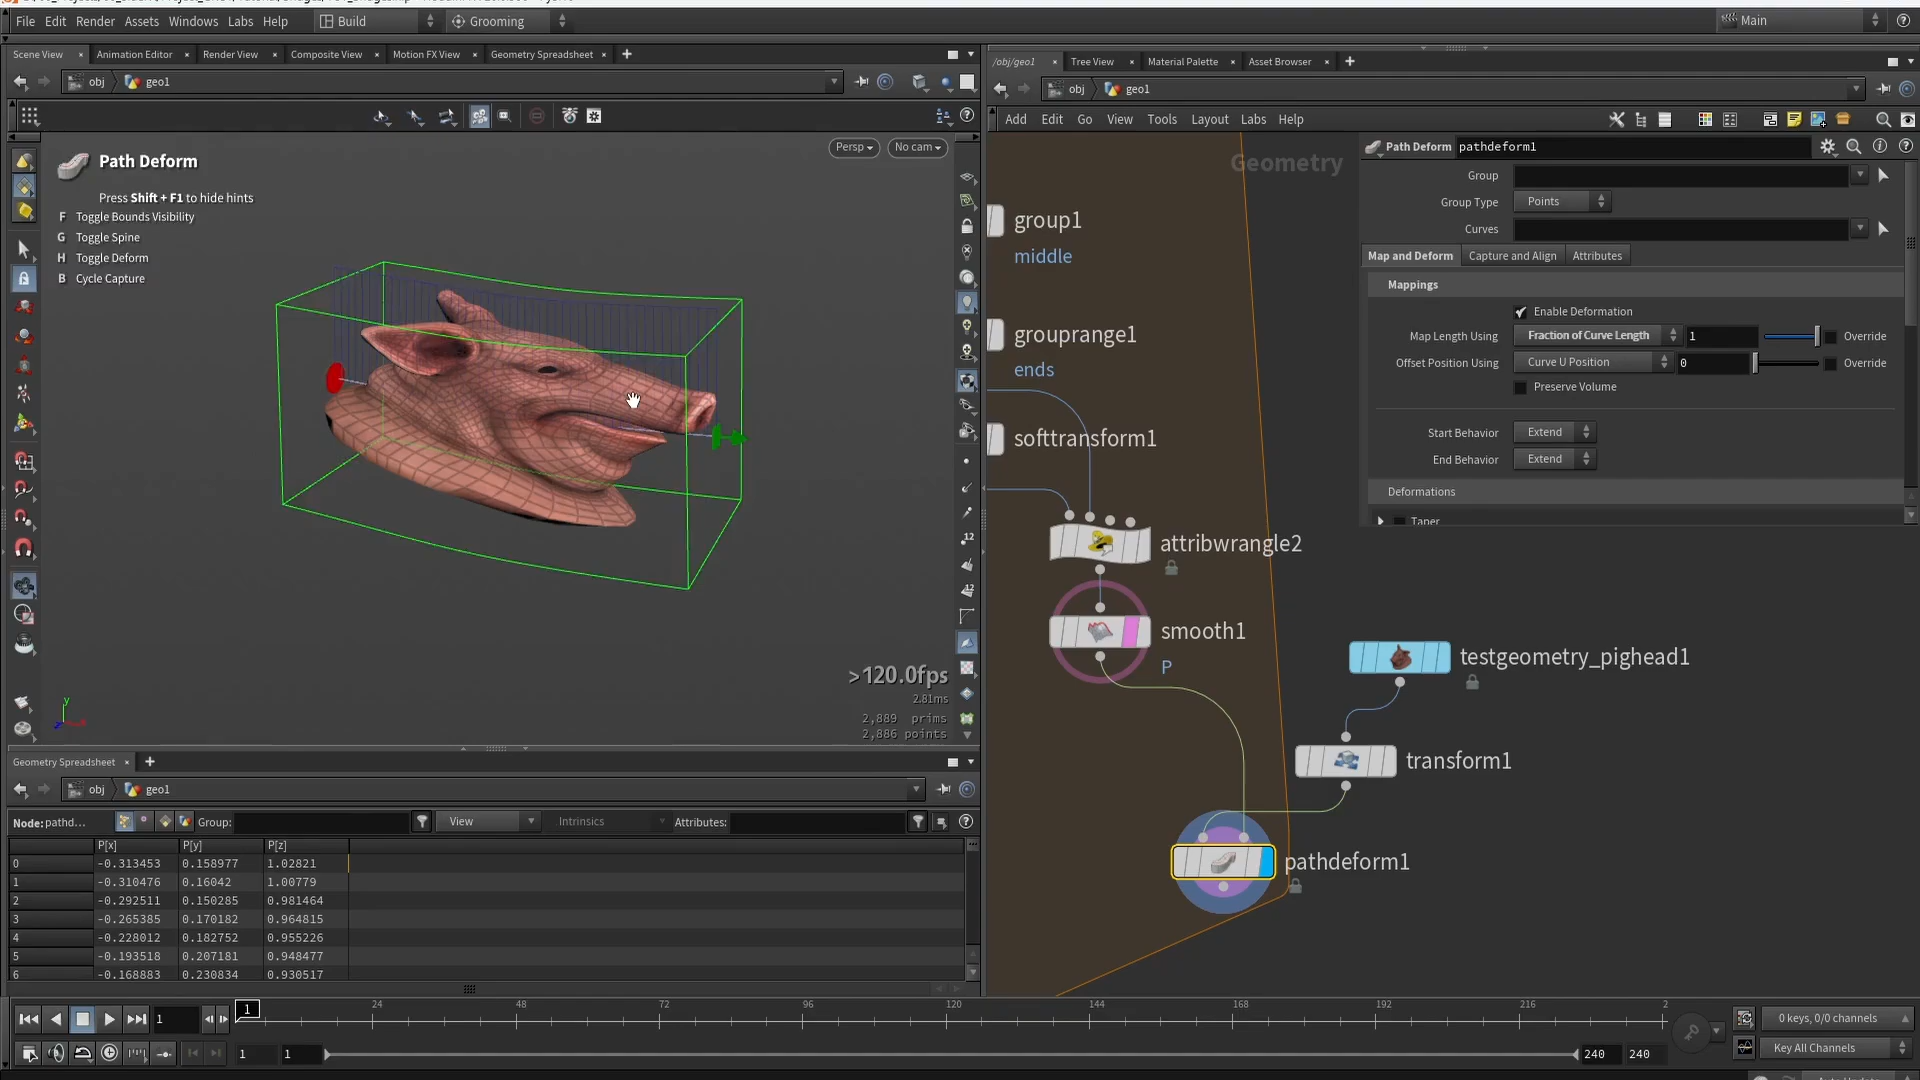 File Edit Render Assets Windows Labs Help Build Grooming Main
Scene View Animation Editor Render View Composite View Motion FX View Geometry Spreadsheet
/obj/geo1 Tree View Material Palette Asset Browser
obj geo1
obj geo1
Add Edit Go View Tools Layout Labs Help
Path Deform
Persp No cam
Press Shift + F1 to hide hints
F Toggle Bounds Visibility
G Toggle Spine
H Toggle Deform
B Cycle Capture
>120.0fps
2.81ms
2,889 prims
2,886 points
Geometry
group1
middle
grouprange1
ends
softtransform1
attribwrangle2
smooth1
P
testgeometry_pighead1
transform1
pathdeform1
Path Deform pathdeform1
Group
Group Type Points
Curves
Map and Deform Capture and Align Attributes
Mappings
Enable Deformation
Map Length Using Fraction of Curve Length 1 Override
Offset Position Using Curve U Position 0 Override
Preserve Volume
Start Behavior Extend
End Behavior Extend
Deformations
Taper
Geometry Spreadsheet
obj geo1
Node: pathd... Group: View Intrinsics Attributes:
P[x] P[y] P[z]
0 -0.313453 0.158977 1.02821
1 -0.310476 0.16042 1.00779
2 -0.292511 0.150285 0.981464
3 -0.265385 0.170182 0.964815
4 -0.228012 0.182752 0.955226
5 -0.193518 0.207181 0.948477
6 -0.168883 0.230834 0.930517
1 1 24 48 72 96 120 144 168 192 216 2
0 keys, 0/0 channels
1 1 240 240
Key All Channels